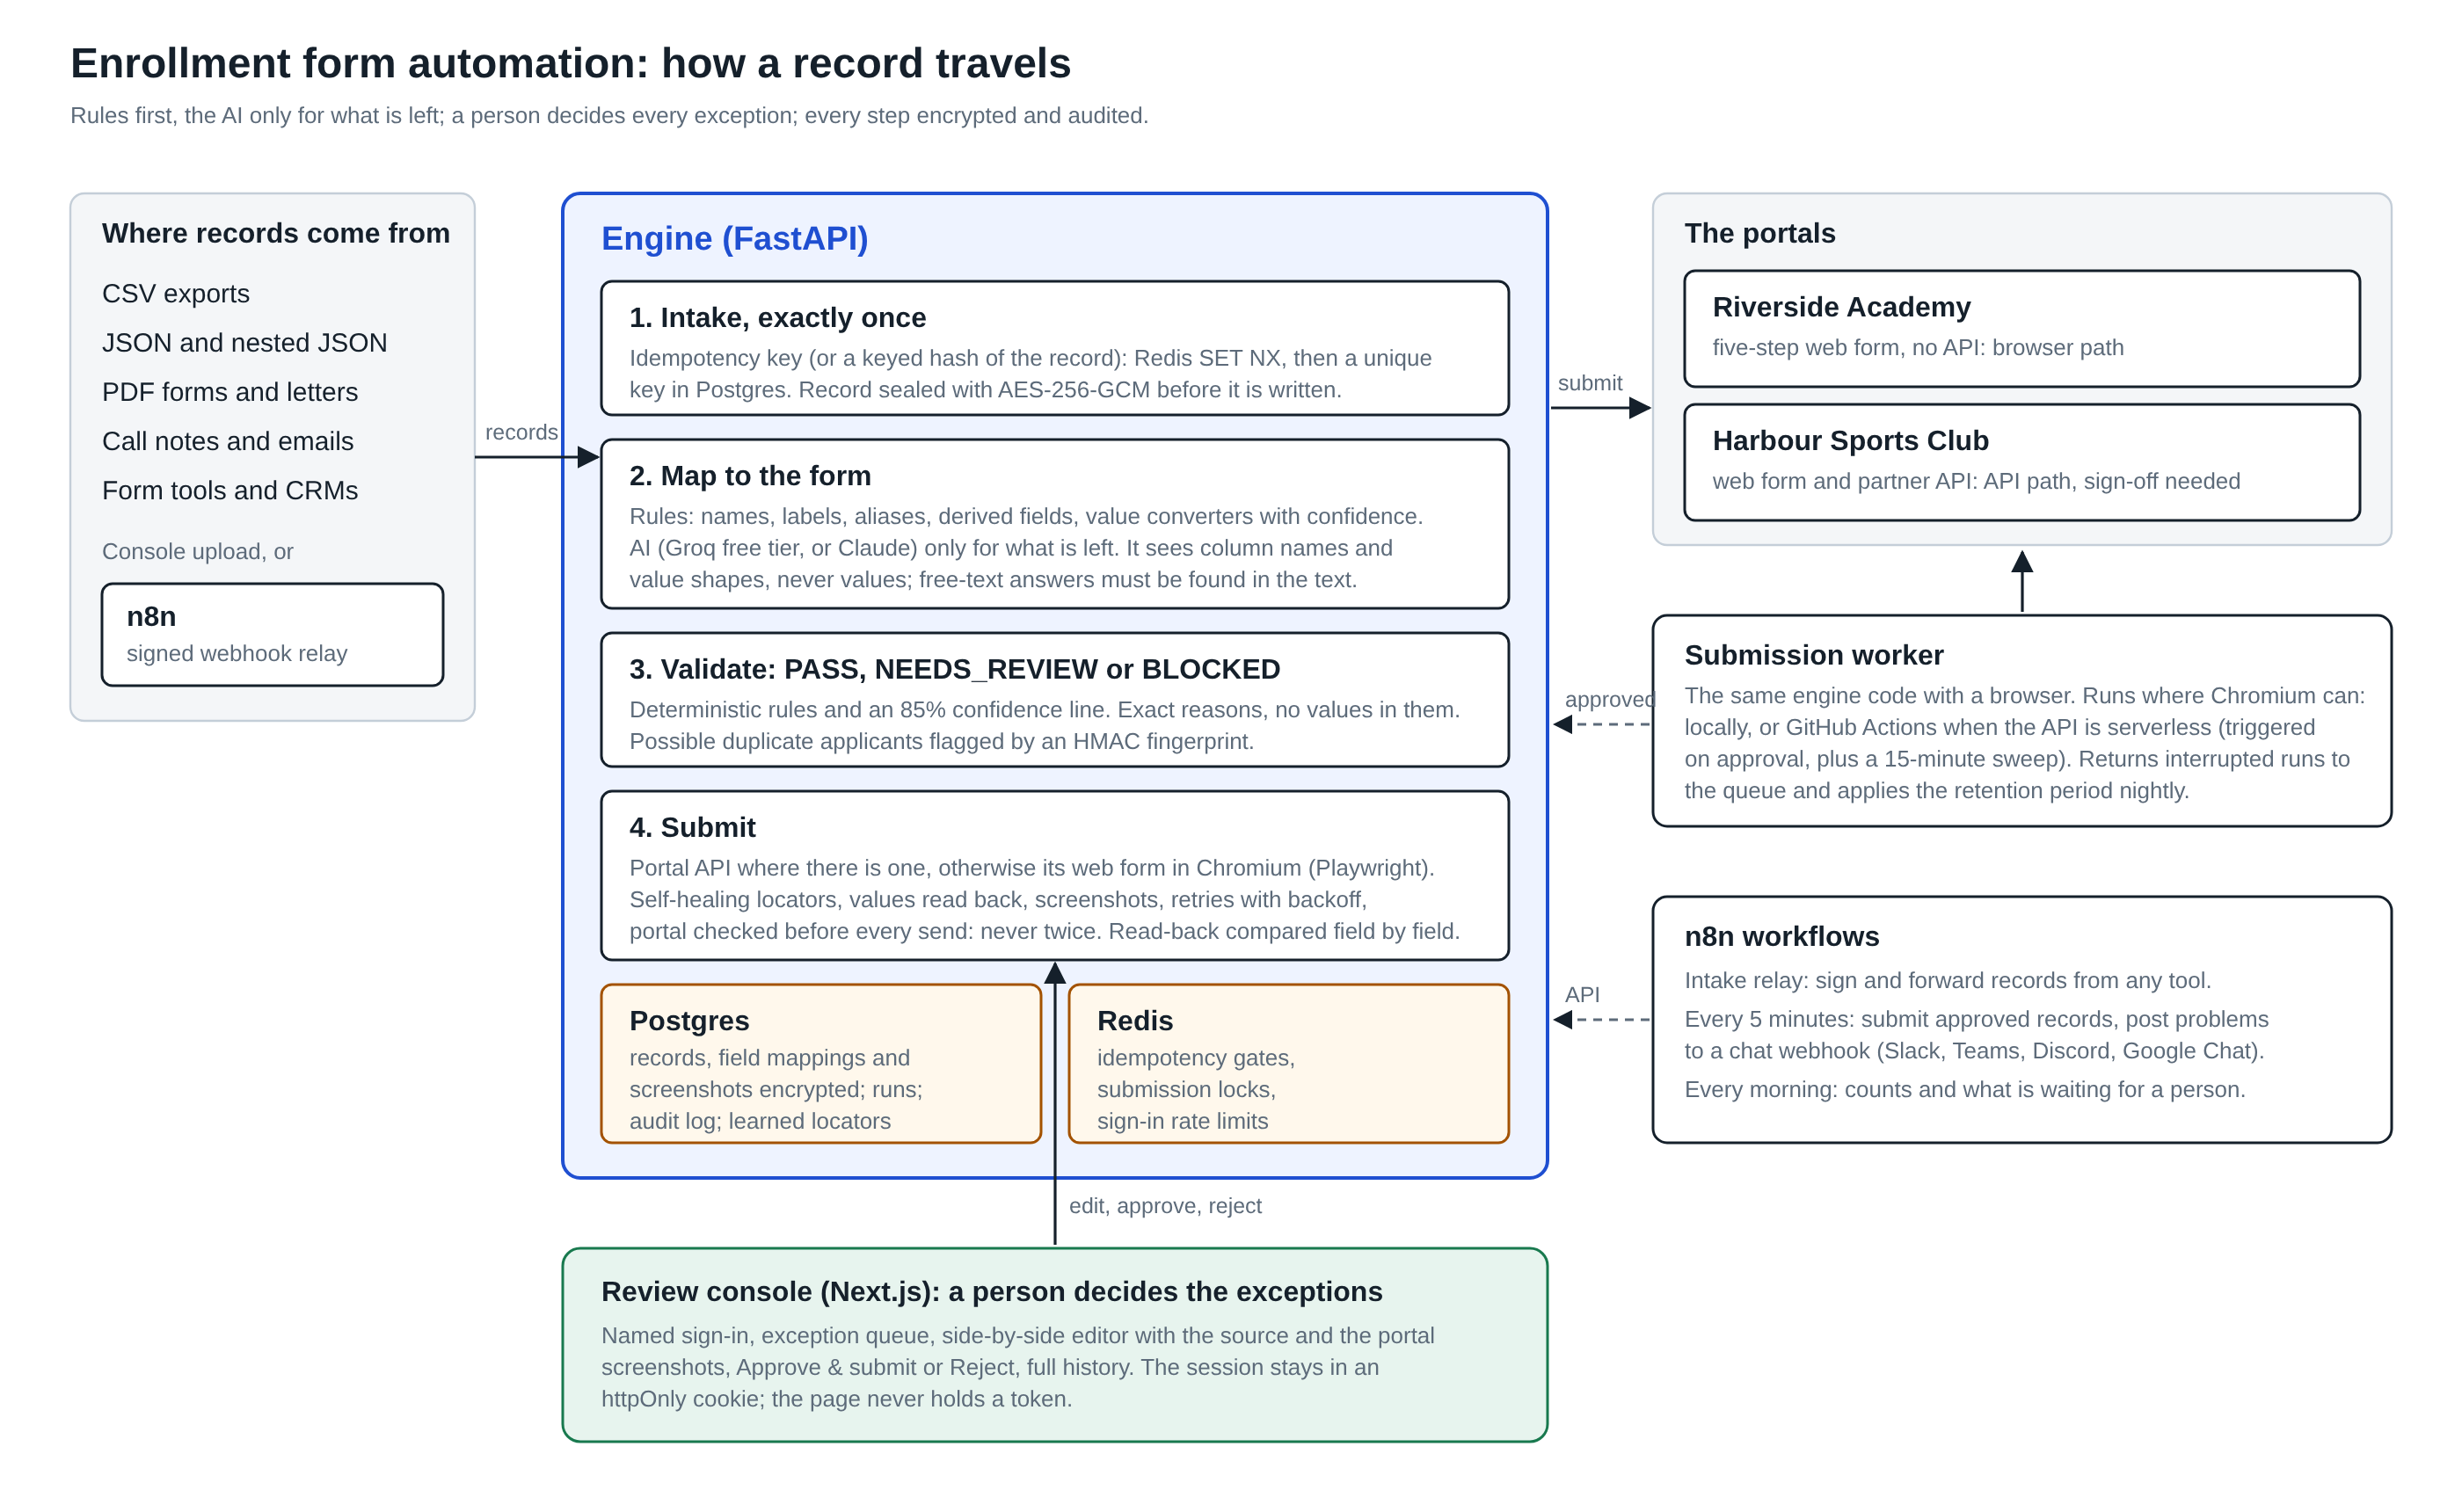 Enrollment form automation: how a record travels
Rules first, the AI only for what is left; a person decides every exception; every step encrypted and audited.
Where records come from
CSV exports
JSON and nested JSON
PDF forms and letters
Call notes and emails
Form tools and CRMs
Console upload, or
n8n
signed webhook relay
records
Engine (FastAPI)
1. Intake, exactly once
Idempotency key (or a keyed hash of the record): Redis SET NX, then a unique
key in Postgres. Record sealed with AES-256-GCM before it is written.
2. Map to the form
Rules: names, labels, aliases, derived fields, value converters with confidence.
AI (Groq free tier, or Claude) only for what is left. It sees column names and
value shapes, never values; free-text answers must be found in the text.
3. Validate: PASS, NEEDS_REVIEW or BLOCKED
Deterministic rules and an 85% confidence line. Exact reasons, no values in them.
Possible duplicate applicants flagged by an HMAC fingerprint.
4. Submit
Portal API where there is one, otherwise its web form in Chromium (Playwright).
Self-healing locators, values read back, screenshots, retries with backoff,
portal checked before every send: never twice. Read-back compared field by field.
Postgres
records, field mappings and
screenshots encrypted; runs;
audit log; learned locators
Redis
idempotency gates,
submission locks,
sign-in rate limits
submit
The portals
Riverside Academy
five-step web form, no API: browser path
Harbour Sports Club
web form and partner API: API path, sign-off needed
approved
Submission worker
The same engine code with a browser. Runs where Chromium can:
locally, or GitHub Actions when the API is serverless (triggered
on approval, plus a 15-minute sweep). Returns interrupted runs to
the queue and applies the retention period nightly.
API
n8n workflows
Intake relay: sign and forward records from any tool.
Every 5 minutes: submit approved records, post problems
to a chat webhook (Slack, Teams, Discord, Google Chat).
Every morning: counts and what is waiting for a person.
edit, approve, reject
Review console (Next.js): a person decides the exceptions
Named sign-in, exception queue, side-by-side editor with the source and the portal
screenshots, Approve & submit or Reject, full history. The session stays in an
httpOnly cookie; the page never holds a token.